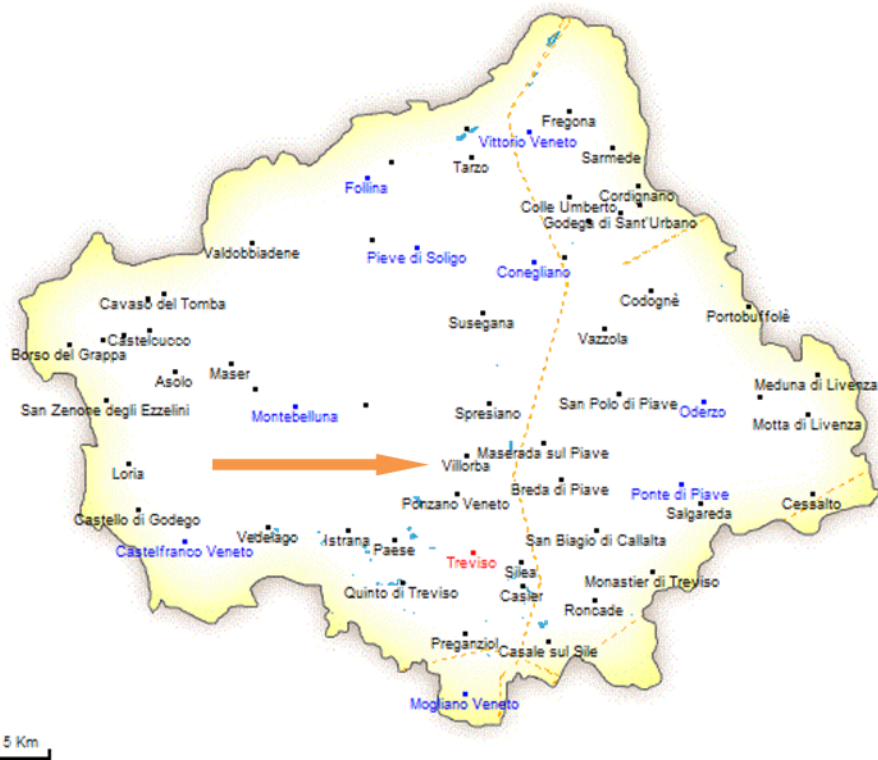 Fregona
Vittorio Veneto
Sarmede
Tarzo
Follina
Cordignano
Colle Umberto
Godega di Sant'Urbano
Valdobbiadene
Pieve di Soligo
Conegliano
Codognè
Cavaso del Tomba
Portobuffolè
Susegana
Vazzola
Castelcucco
Borso del Grappa
Maser
Asolo
Meduna di Livenza
San Zenone degli Ezzelini
Montebelluna
Spresiano
San Polo di Piave
Oderzo
Motta di Livenza
Maserada sul Piave
Villorba
Loria
Breda di Piave
Ponte di Piave
Ponzano Veneto
Cessalto
Salgareda
Castello di Godego
Vedelago
Istrana
San Biagio di Callalta
Castelfranco Veneto
Paese
Treviso
Silea
Monastier di Treviso
Quinto di Treviso
Casier
Roncade
Preganziol
Casale sul Sile
Mogliano Veneto
5 Km